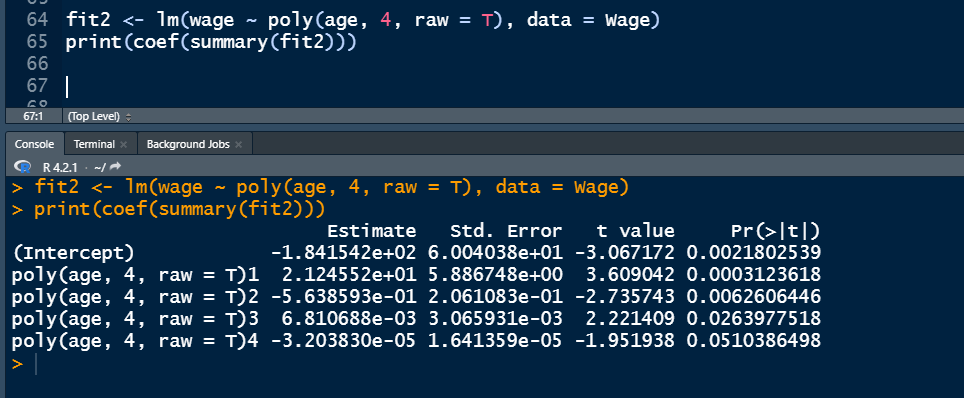 64 fit2 <- lm(wage ~ poly(age, 4, raw = T), data = Wage)
65 print(coef(summary(fit2)))
66
67
67:1 (Top Level)
Console Terminal × Background Jobs ×
R 4.2.1 · ~/
> fit2 <- lm(wage ~ poly(age, 4, raw = T), data = Wage)
> print(coef(summary(fit2)))
Estimate Std. Error t value Pr(>|t|)
(Intercept) -1.841542e+02 6.004038e+01 -3.067172 0.0021802539
poly(age, 4, raw = T)1 2.124552e+01 5.886748e+00 3.609042 0.0003123618
poly(age, 4, raw = T)2 -5.638593e-01 2.061083e-01 -2.735743 0.0062606446
poly(age, 4, raw = T)3 6.810688e-03 3.065931e-03 2.221409 0.0263977518
poly(age, 4, raw = T)4 -3.203830e-05 1.641359e-05 -1.951938 0.0510386498
>